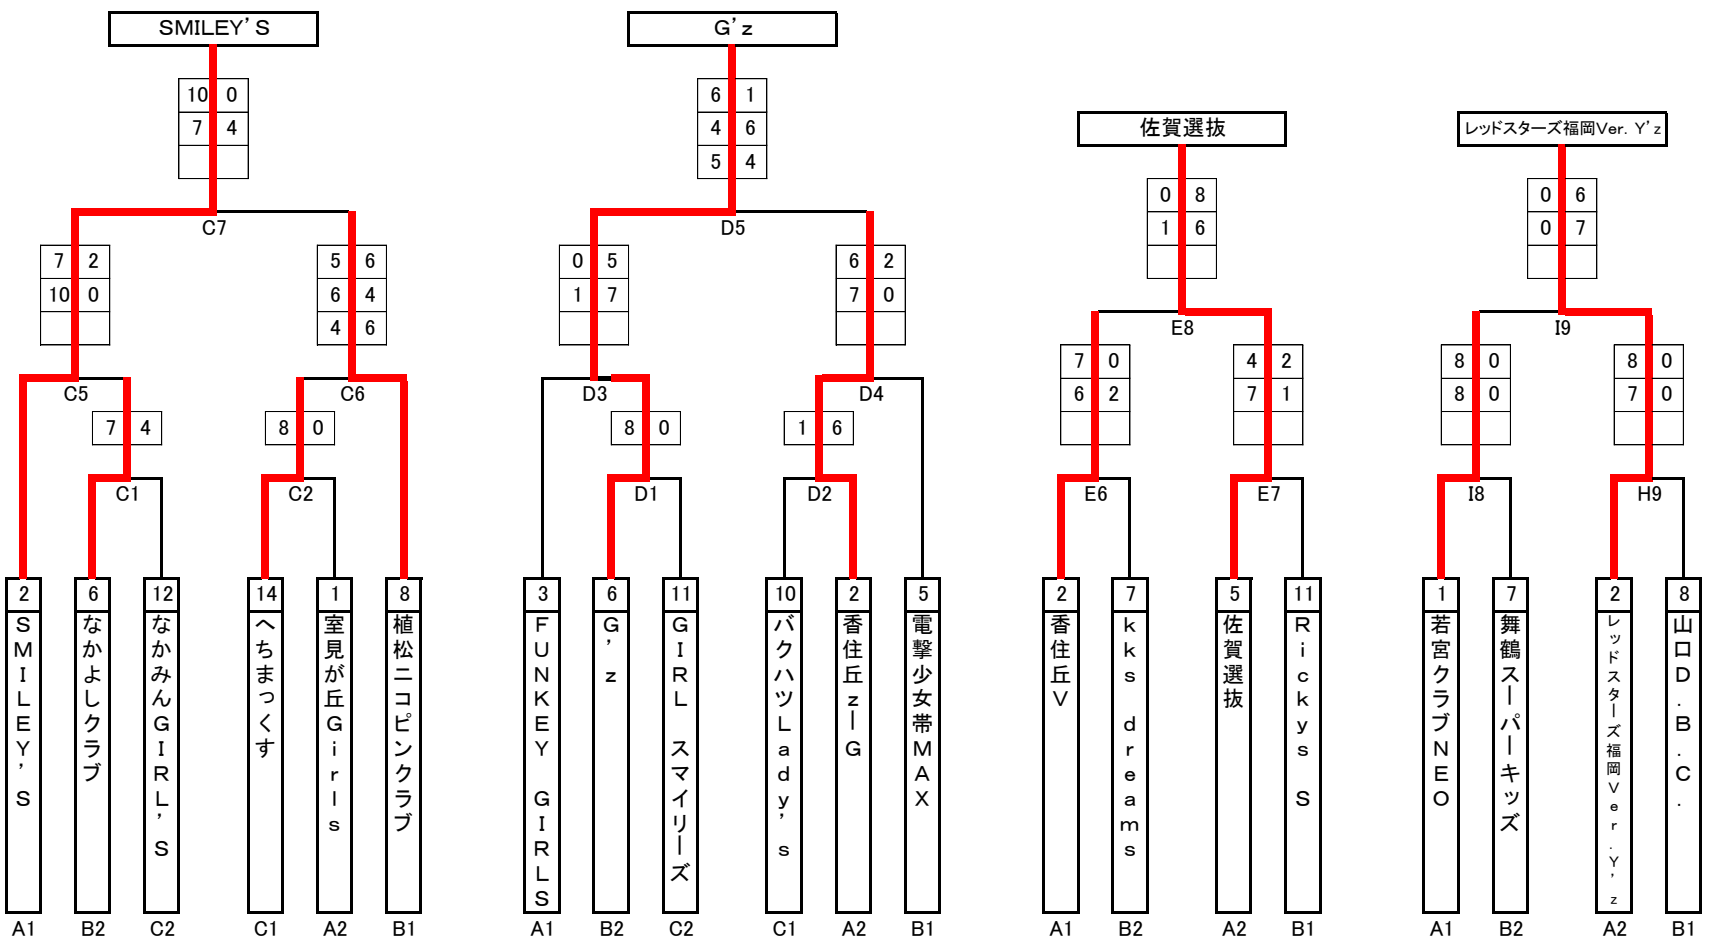 SMILEY'S
G'z
10 0
7 4
6 1
4 6
5 4
佐賀選抜
レッドスターズ福岡Ver. Y'z
0 8
1 6
0 6
0 7
C7
D5
7 2
10 0
5 6
6 4
4 6
0 5
1 7
6 2
7 0
E8
I9
7 0
6 2
4 2
7 1
8 0
8 0
8 0
7 0
C5
C6
D3
D4
7 4
8 0
8 0
1 6
C1
C2
D1
D2
E6
E7
I8
H9
2 SMILEY'S A1
6 なかよしクラブ B2
12 なかみんGIRL'S C2
14 へちまっくす C1
1 室見が丘Girls A2
8 植松ニコピンクラブ B1
3 FUNKEY GIRLS A1
6 G'z B2
11 GIRL スマイリーズ C2
10 バクハツLady's C1
2 香住丘z―G A2
5 電撃少女帯MAX B1
2 香住丘V A1
7 kks dreams B2
5 佐賀選抜 A2
11 Rickys S B1
1 若宮クラブNEO A1
7 舞鶴スーパーキッズ B2
2 レッドスターズ福岡Ver.Y'z A2
8 山口D.B.C. B1